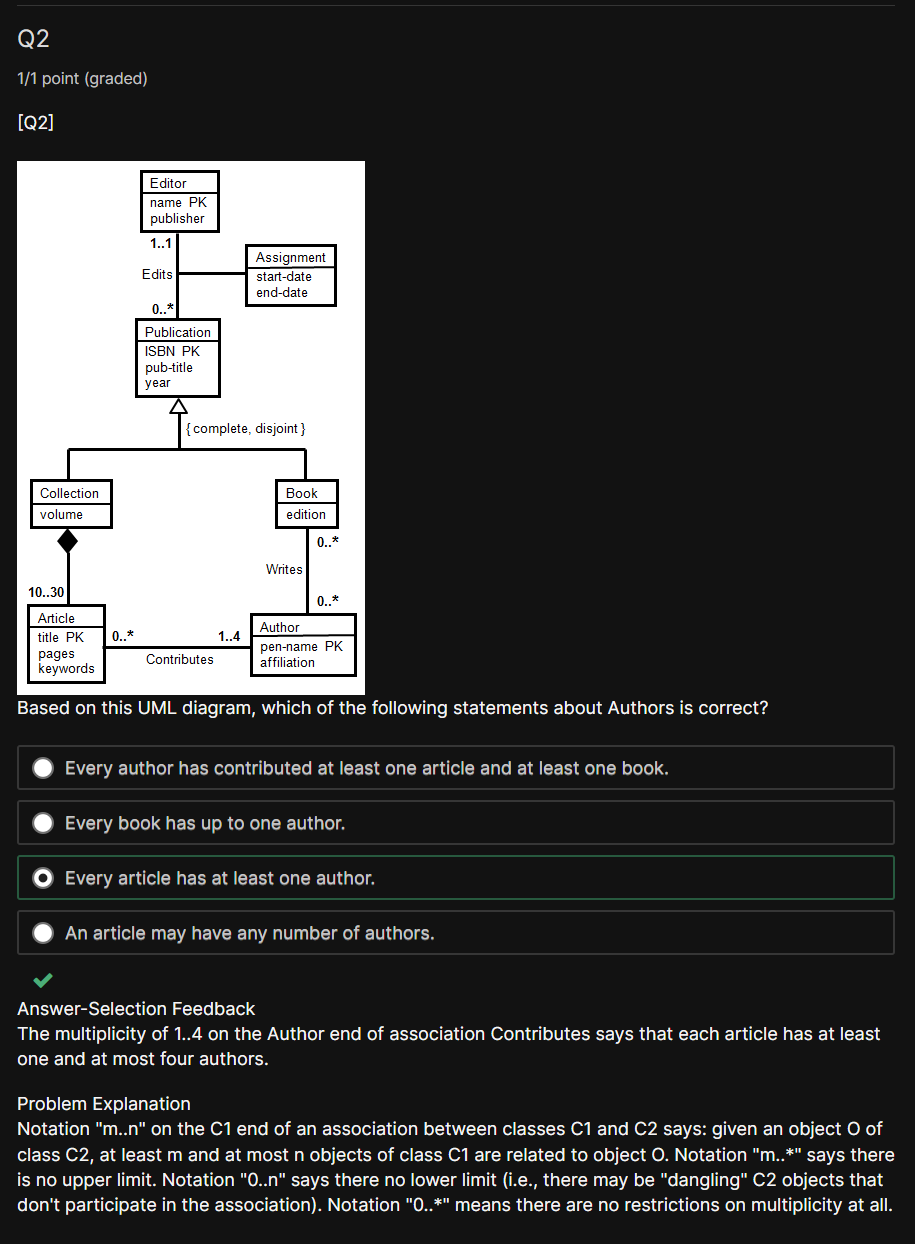 Q2
1/1 point (graded)
[Q2]
Editor
name PK
publisher
1..1
Edits
Assignment
start-date
end-date
0..*
Publication
ISBN PK
pub-title
year
{ complete, disjoint }
Collection
volume
Book
edition
0..*
Writes
10..30
0..*
Article
title PK
pages
keywords
0..*
1..4
Contributes
Author
pen-name PK
affiliation
Based on this UML diagram, which of the following statements about Authors is correct?
Every author has contributed at least one article and at least one book.
Every book has up to one author.
Every article has at least one author.
An article may have any number of authors.
Answer-Selection Feedback
The multiplicity of 1..4 on the Author end of association Contributes says that each article has at least
one and at most four authors.
Problem Explanation
Notation "m..n" on the C1 end of an association between classes C1 and C2 says: given an object O of
class C2, at least m and at most n objects of class C1 are related to object O. Notation "m..*" says there
is no upper limit. Notation "0..n" says there no lower limit (i.e., there may be "dangling" C2 objects that
don't participate in the association). Notation "0..*" means there are no restrictions on multiplicity at all.